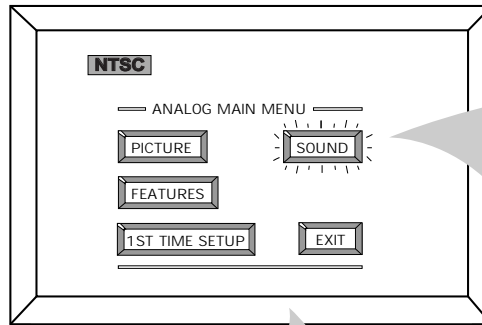 NTSC
ANALOG MAIN MENU
PICTURE SOUND
FEATURES
1ST TIME SETUP EXIT